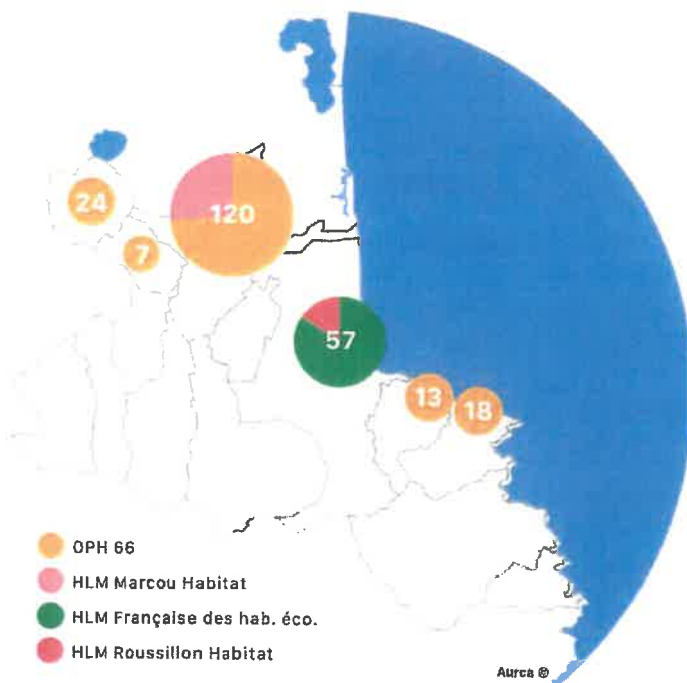 24
120
7
57
13
18
OPH 66
HLM Marcou Habitat
HLM Française des hab. éco.
HLM Roussillon Habitat
Aurca ©